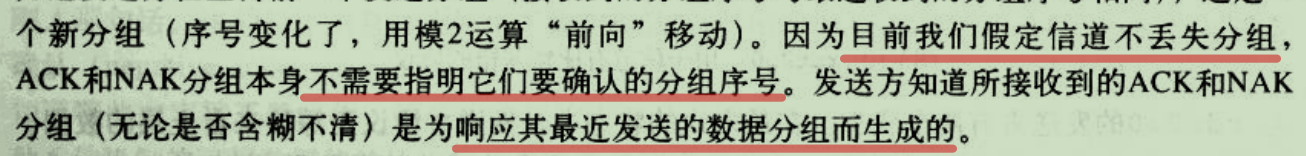 个新分组（序号变化了，用模2运算“前向”移动）。因为目前我们假定信道不丢失分组，
ACK和NAK分组本身不需要指明它们要确认的分组序号。发送方知道所接收到的ACK和NAK
分组（无论是否含糊不清）是为响应其最近发送的数据分组而生成的。